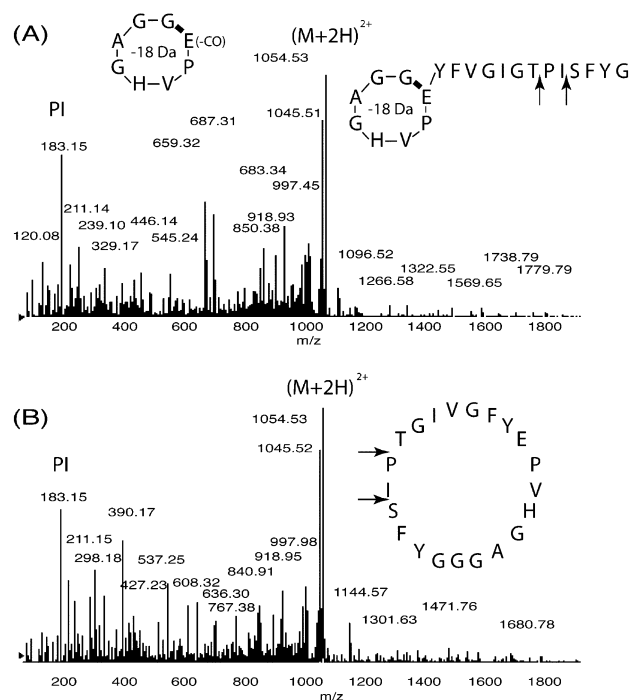 (A)
G G
A E(-CO)
-18 Da
G P
H V
(M+2H)2+
1054.53
YFVGIGTPISFYG
G G
A E
-18 Da
G P
H V
PI
687.31
1045.51
659.32
183.15
683.34
997.45
211.14
239.10 446.14
850.38 918.93
120.08 329.17 545.24
1096.52 1322.55 1738.79
1266.58 1569.65 1779.79
200 400 600 800 1000 1200 1400 1600 1800
m/z
(M+2H)2+
(B)
1054.53
1045.52
PI
183.15
390.17
211.15
298.18 537.25
997.98
918.95
427.23 608.32 840.91
636.30
767.38
1144.57 1471.76
1301.63 1680.78
P T G I V G F Y E P V H G A G G G Y F S I
200 400 600 800 1000 1200 1400 1600 1800
m/z